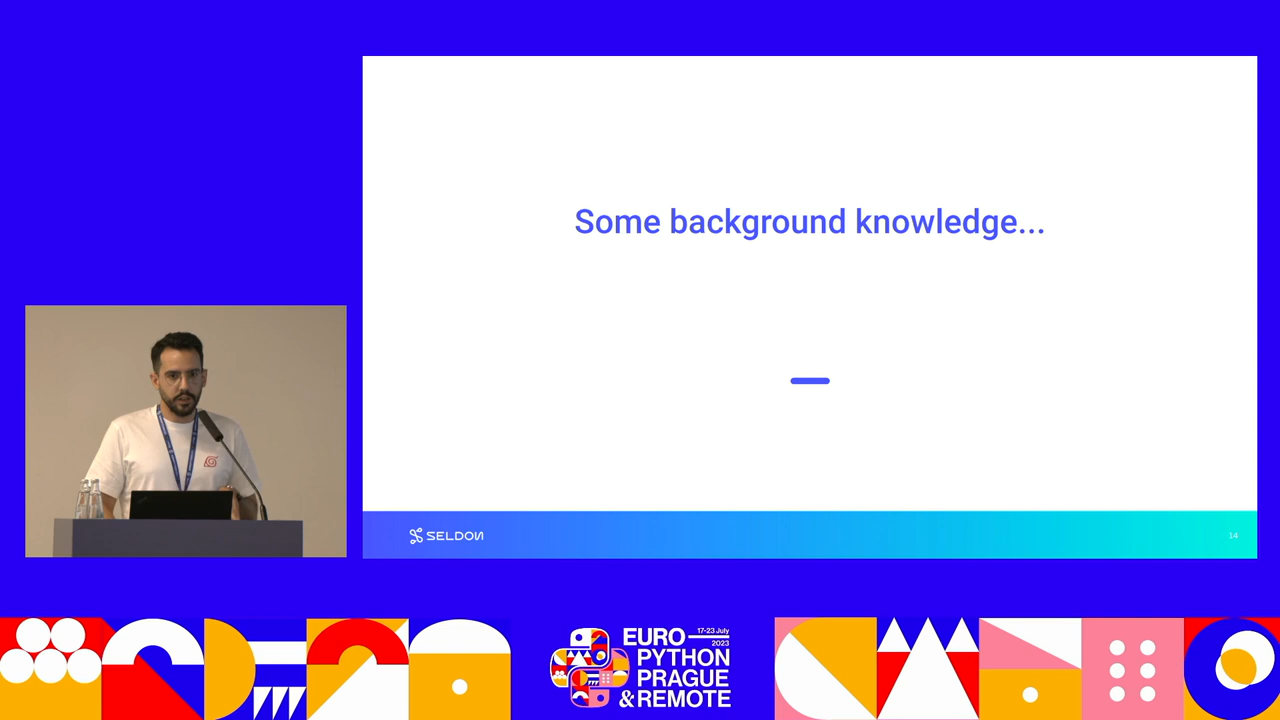 Some background knowledge...
SELDON
14
EURO
17-23 July
2023
PYTHON
PRAGUE
& REMOTE